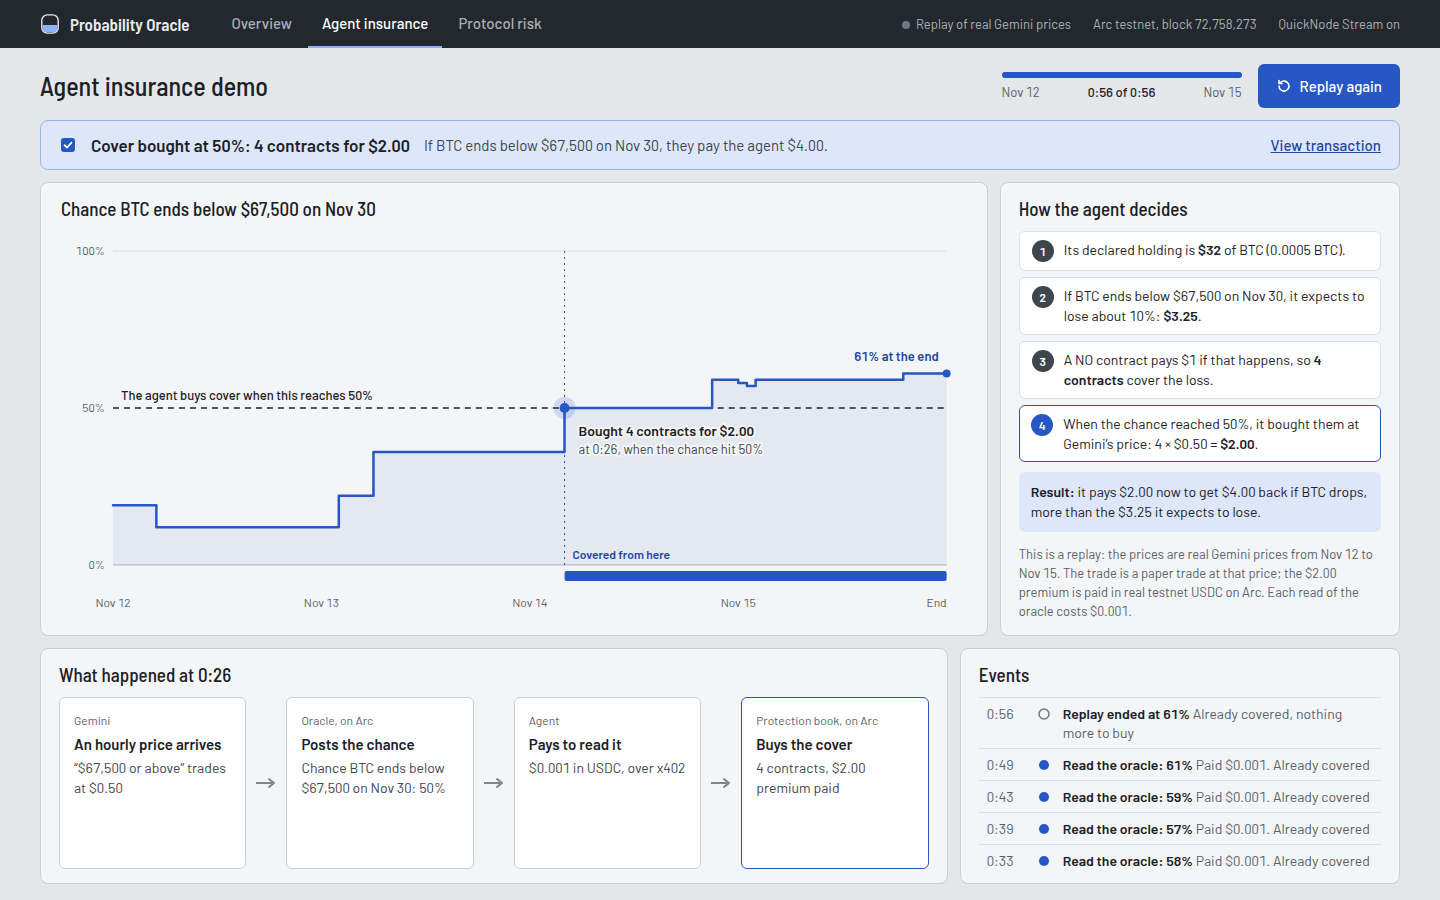 Probability Oracle
Overview
Agent insurance
Protocol risk
Replay of real Gemini prices
Arc testnet, block 72,758,273
QuickNode Stream on
Agent insurance demo
Nov 12
0:56 of 0:56
Nov 15
Replay again
Cover bought at 50%: 4 contracts for $2.00
If BTC ends below $67,500 on Nov 30, they pay the agent $4.00.
View transaction
Chance BTC ends below $67,500 on Nov 30
100%
61% at the end
The agent buys cover when this reaches 50%
50%
Bought 4 contracts for $2.00
at 0:26, when the chance hit 50%
Covered from here
0%
Nov 12
Nov 13
Nov 14
Nov 15
End
How the agent decides
1
Its declared holding is $32 of BTC (0.0005 BTC).
2
If BTC ends below $67,500 on Nov 30, it expects to
lose about 10%: $3.25.
3
A NO contract pays $1 if that happens, so 4
contracts cover the loss.
4
When the chance reached 50%, it bought them at
Gemini's price: 4 × $0.50 = $2.00.
Result: it pays $2.00 now to get $4.00 back if BTC drops,
more than the $3.25 it expects to lose.
This is a replay: the prices are real Gemini prices from Nov 12 to
Nov 15. The trade is a paper trade at that price; the $2.00
premium is paid in real testnet USDC on Arc. Each read of the
oracle costs $0.001.
What happened at 0:26
Gemini
An hourly price arrives
“$67,500 or above” trades
at $0.50
Oracle, on Arc
Posts the chance
Chance BTC ends below
$67,500 on Nov 30: 50%
Agent
Pays to read it
$0.001 in USDC, over x402
Protection book, on Arc
Buys the cover
4 contracts, $2.00
premium paid
Events
0:56 Replay ended at 61% Already covered, nothing
more to buy
0:49 Read the oracle: 61% Paid $0.001. Already covered
0:43 Read the oracle: 59% Paid $0.001. Already covered
0:39 Read the oracle: 57% Paid $0.001. Already covered
0:33 Read the oracle: 58% Paid $0.001. Already covered